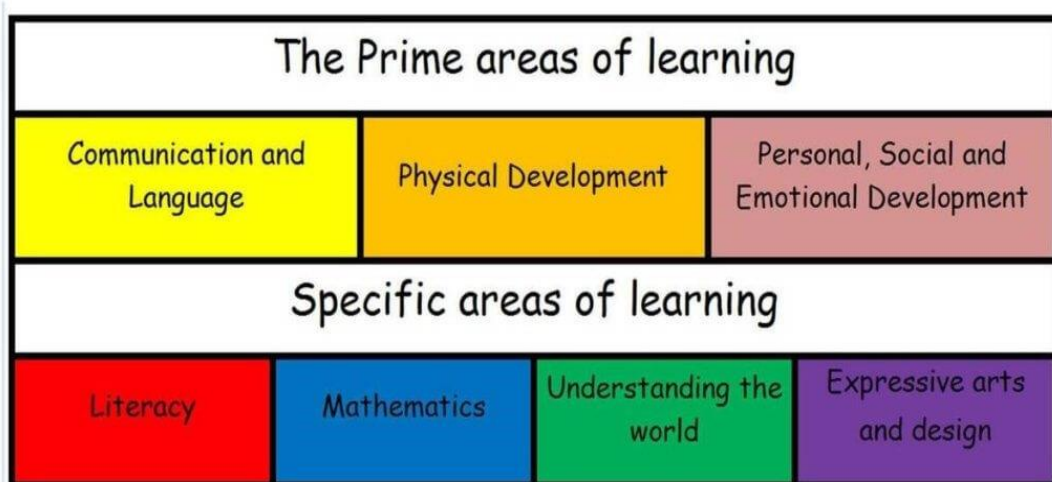 The Prime areas of learning
Communication and
Language
Physical Development
Personal, Social and
Emotional Development
Specific areas of learning
Literacy
Mathematics
Understanding the
world
Expressive arts
and design